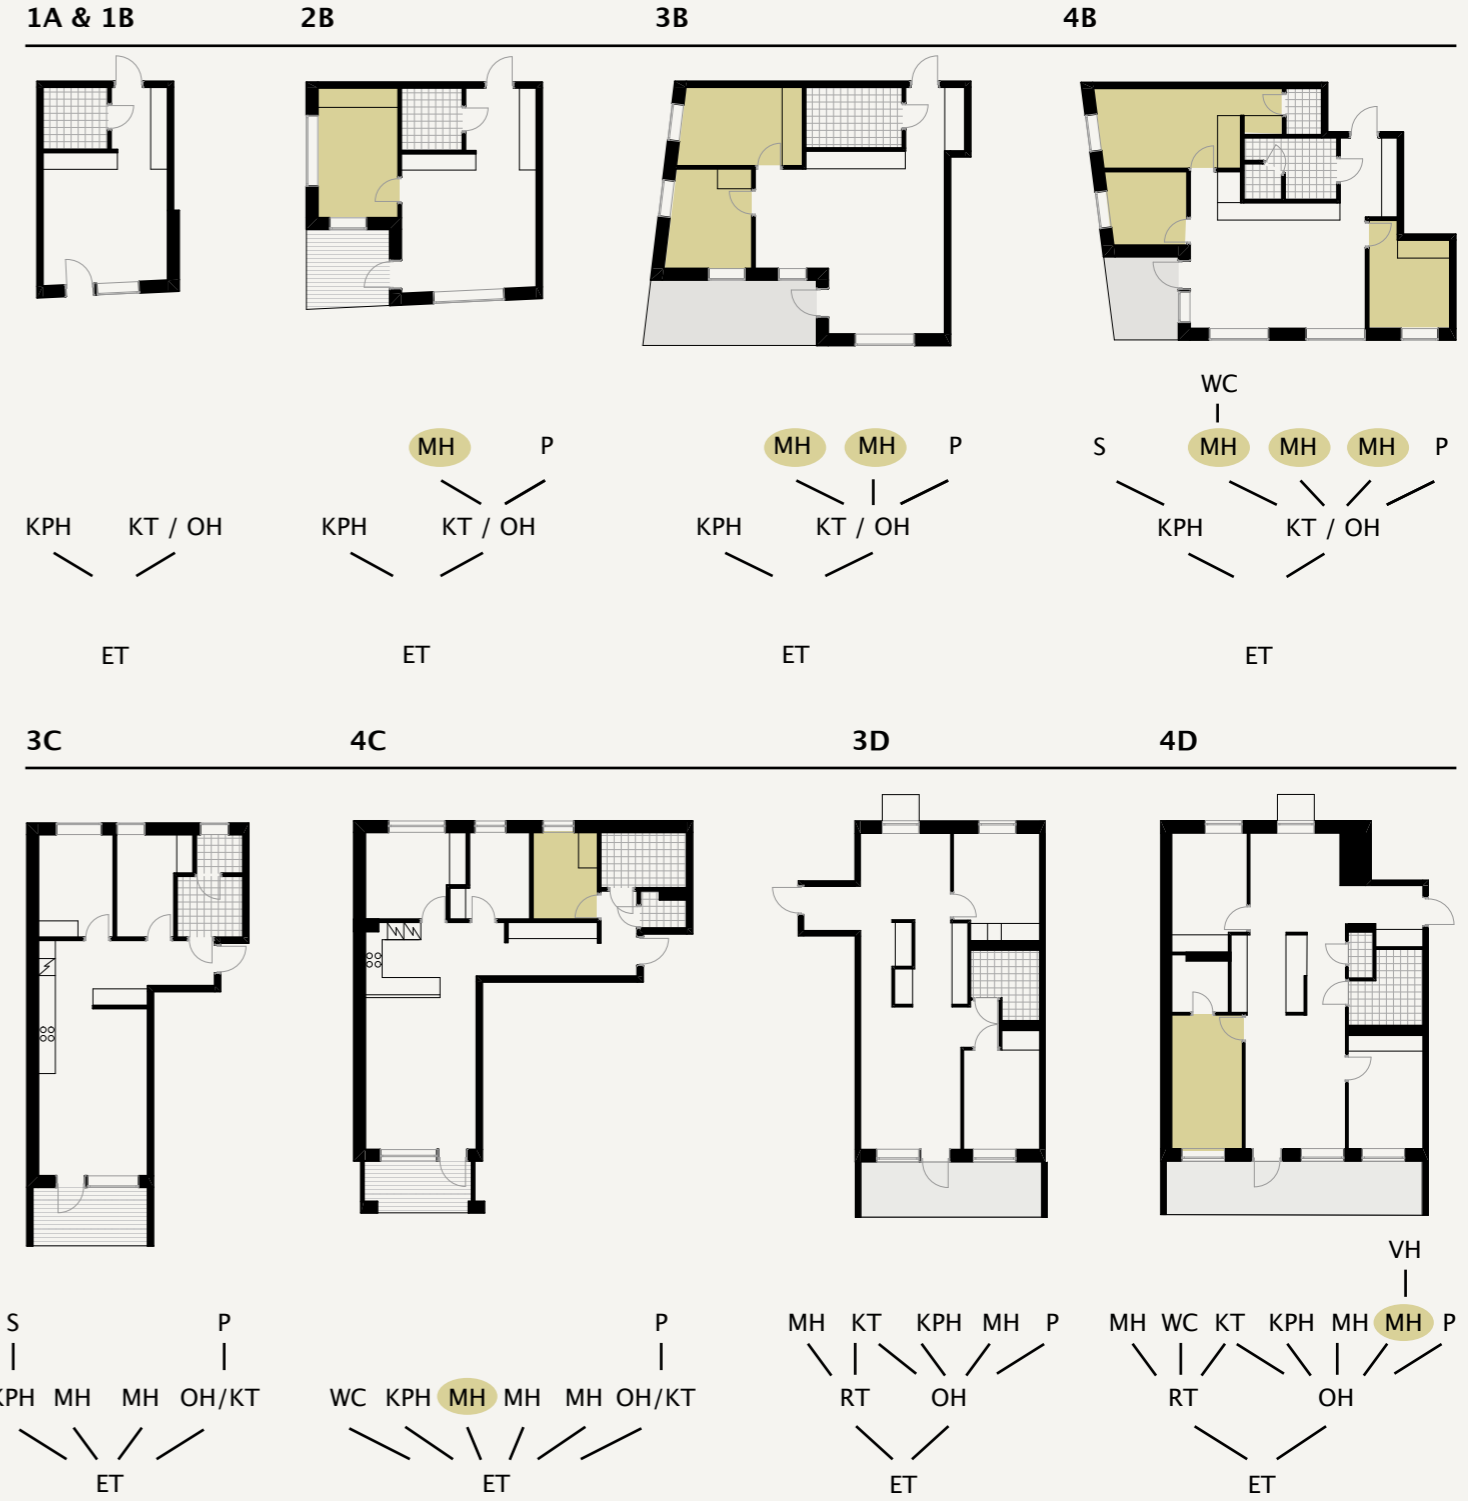 1A & 1B 2B 3B 4B
WC
MH P MH MH P S MH MH MH P
KPH KT / OH KPH KT / OH KPH KT / OH KPH KT / OH
ET ET ET ET
3C 4C 3D 4D
VH
S P P MH KT KPH MH P MH WC KT KPH MH MH P
KPH MH MH OH/KT WC KPH MH MH MH OH/KT RT OH RT OH
ET ET ET ET